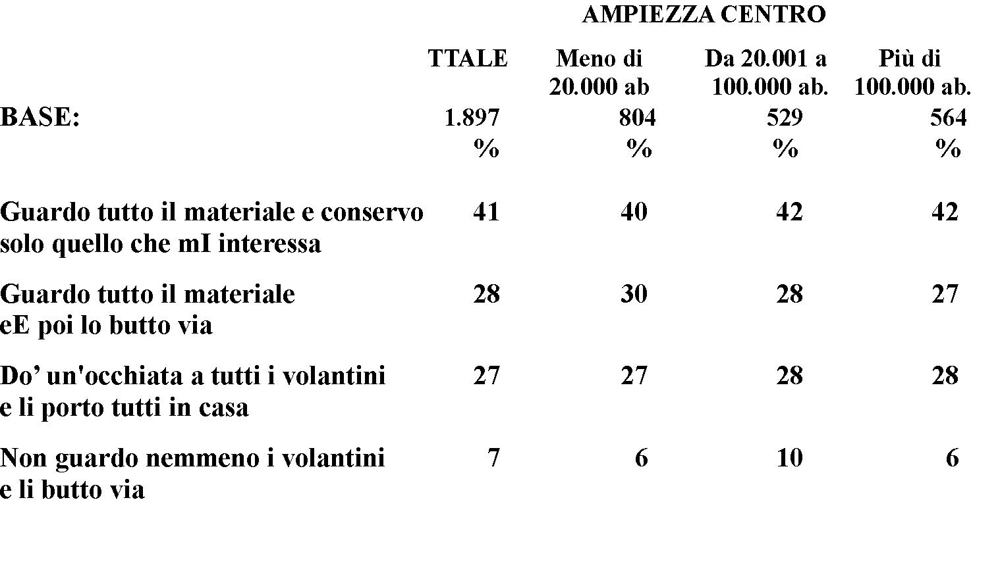 AMPIEZZA CENTRO
TTALE Meno di Da 20.001 a Più di
20.000 ab 100.000 ab. 100.000 ab.
BASE: 1.897 804 529 564
% % % %
Guardo tutto il materiale e conservo 41 40 42 42
solo quello che mI interessa
Guardo tutto il materiale 28 30 28 27
eE poi lo butto via
Do’ un'occhiata a tutti i volantini 27 27 28 28
e li porto tutti in casa
Non guardo nemmeno i volantini 7 6 10 6
e li butto via